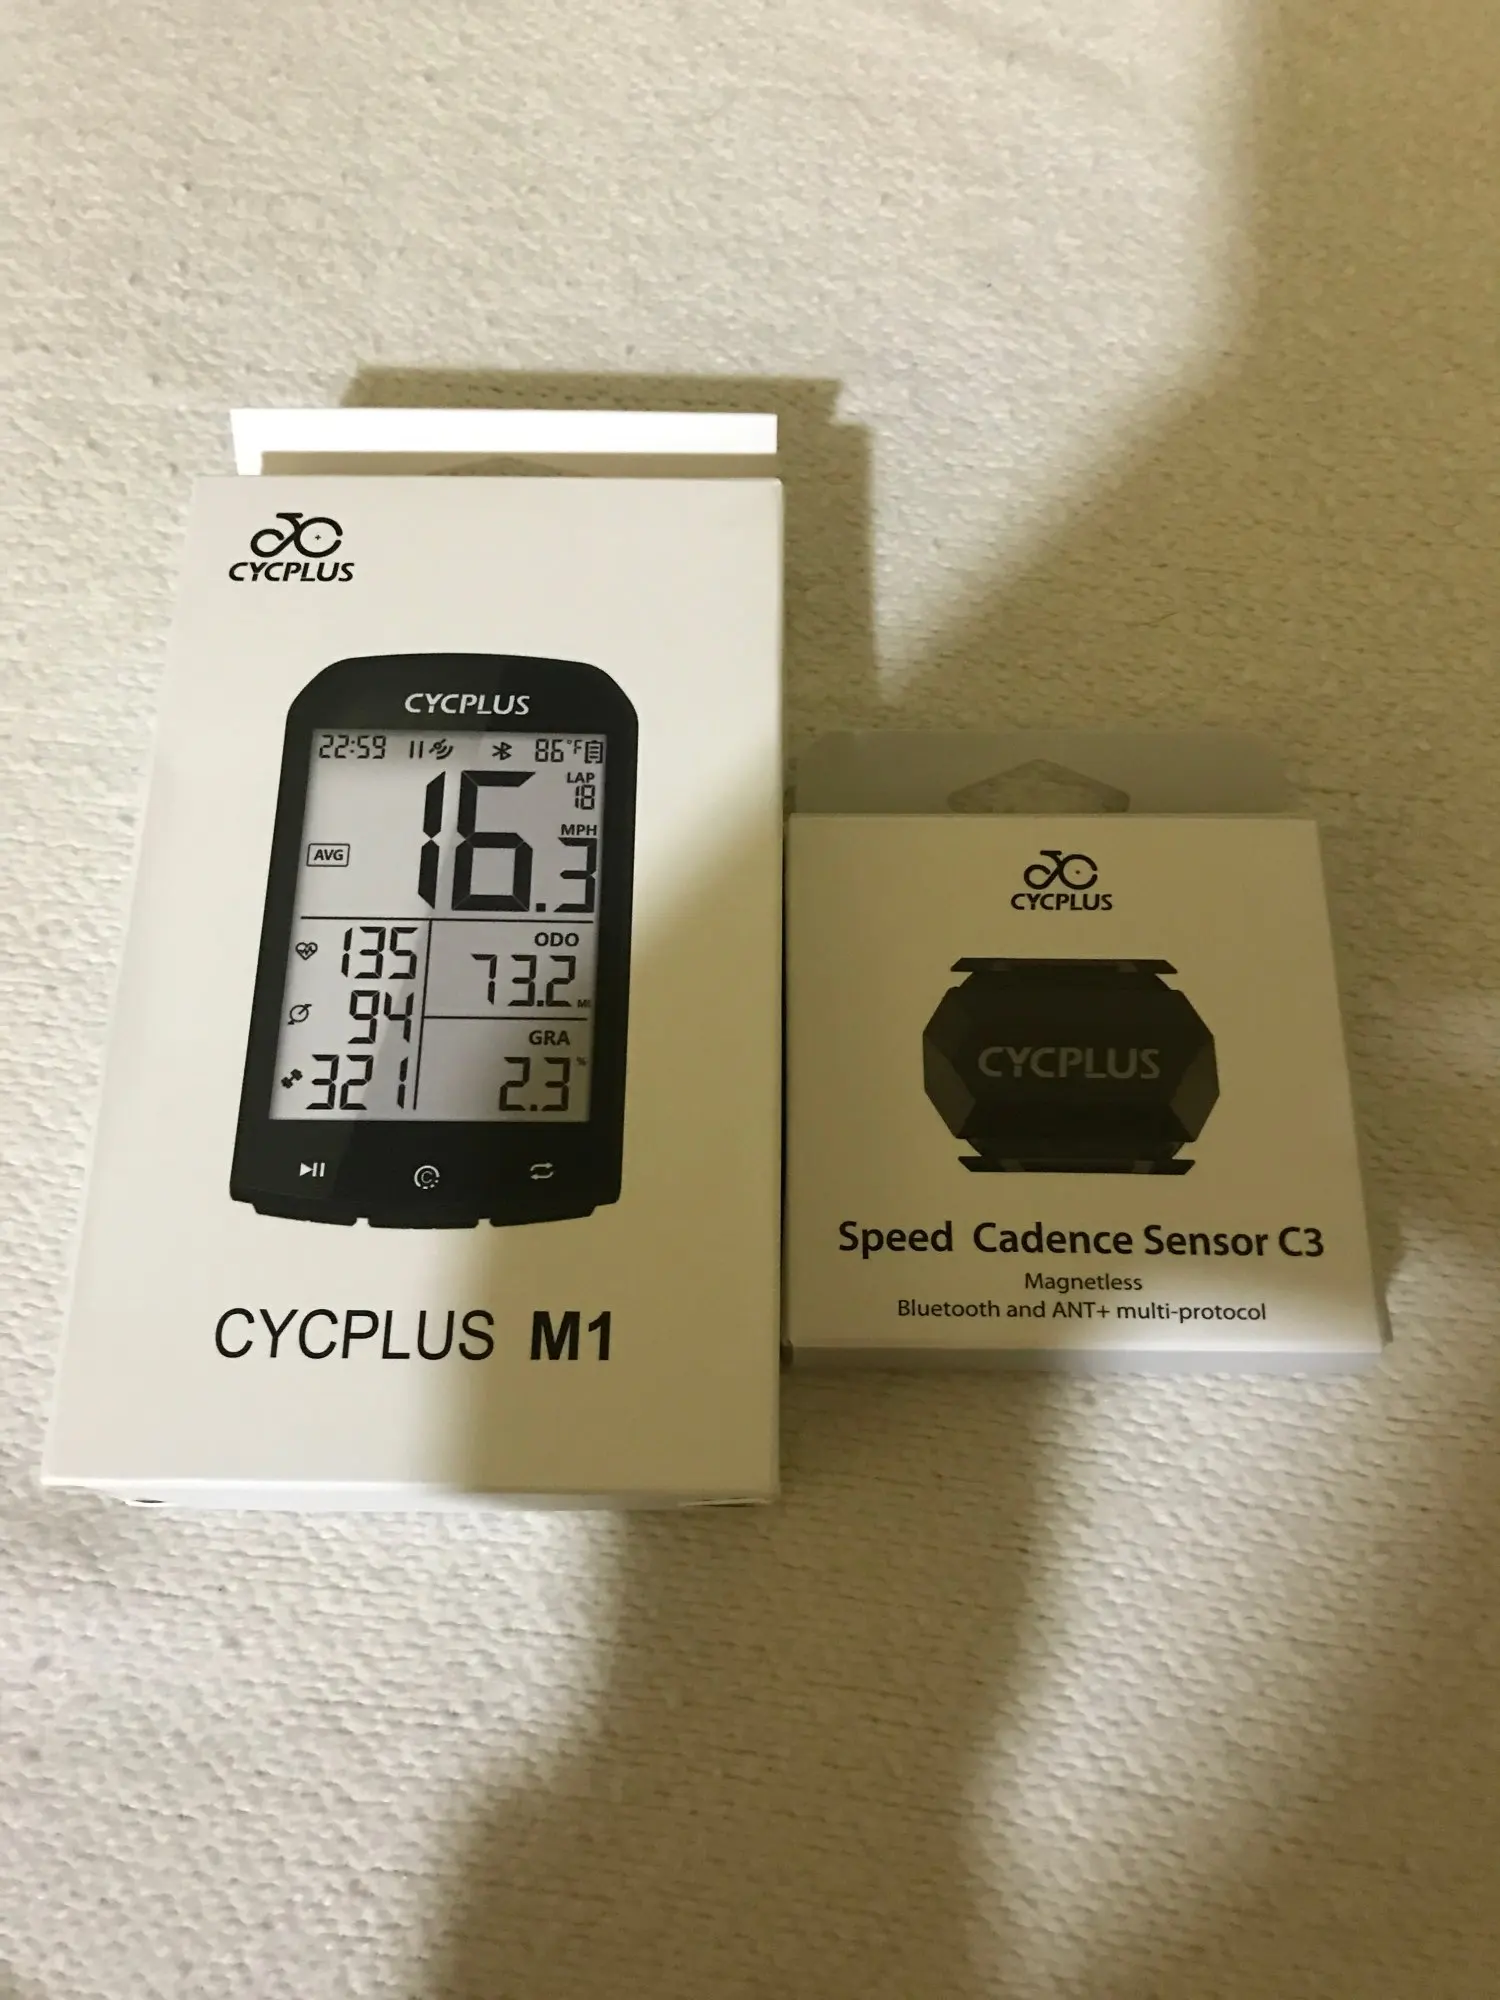 CYCPLUS
CYCPLUS
22:59 86°F
LAP
18
MPH
AVG
16.3
135
ODO
73.2 MI
94
GRA
321
2.3%
CYCPLUS M1
CYCPLUS
CYCPLUS
Speed Cadence Sensor C3
Magnetless
Bluetooth and ANT+ multi-protocol